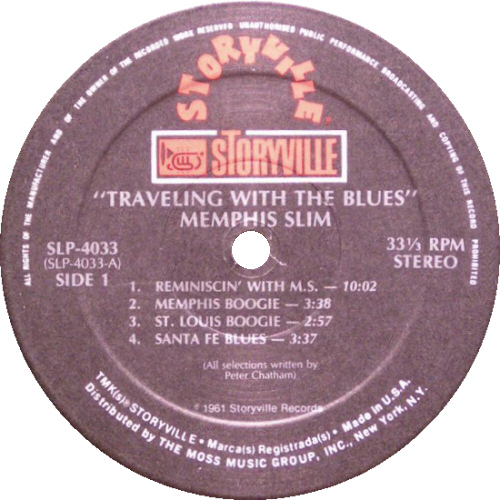 ALL RIGHTS OF THE MANUFACTURER AND OF THE OWNER OF THE RECORDED WORK RESERVED UNAUTHORISED PUBLIC PERFORMANCE BROADCASTING AND COPYING OF THIS RECORD PROHIBITED
STORYVILLE
STORYVILLE
"TRAVELING WITH THE BLUES"
MEMPHIS SLIM
SLP-4033
(SLP-4033-A)
SIDE 1
33⅓ RPM
STEREO
1. REMINISCIN' WITH M.S. — 10:02
2. MEMPHIS BOOGIE — 3:38
3. ST. LOUIS BOOGIE — 2:57
4. SANTA FE BLUES — 3:37
(All selections written by
Peter Chatham)
℗ 1961 Storyville Records
TMK(s)® STORYVILLE • Marca(s) Registrada(s) • Made in U.S.A.
Distributed by THE MOSS MUSIC GROUP, INC., New York, N.Y.